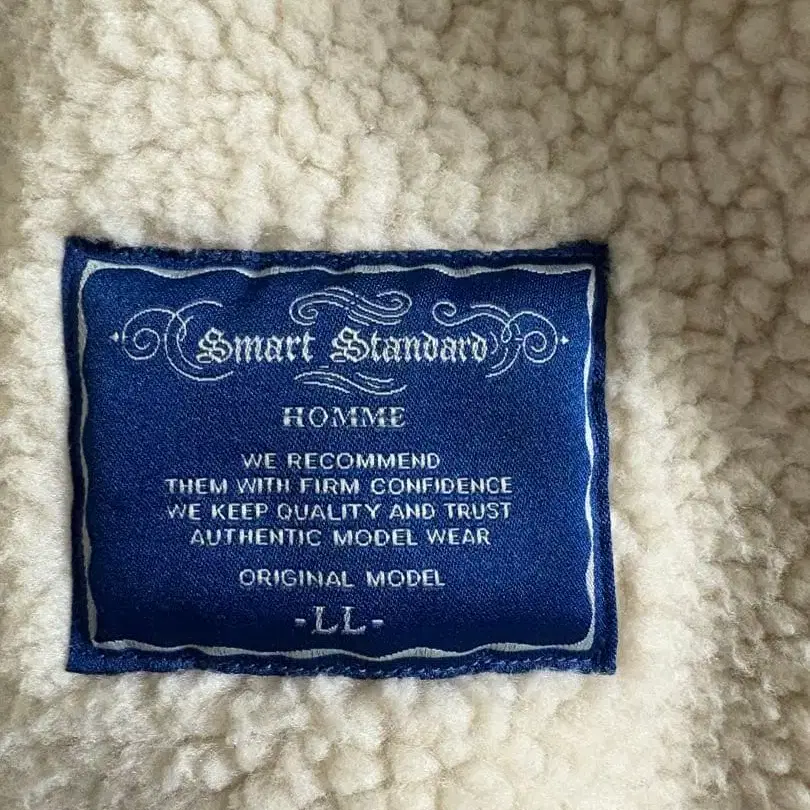 Smart Standard
HOMME
WE RECOMMEND
THEM WITH FIRM CONFIDENCE
WE KEEP QUALITY AND TRUST
AUTHENTIC MODEL WEAR
ORIGINAL MODEL
-LL-